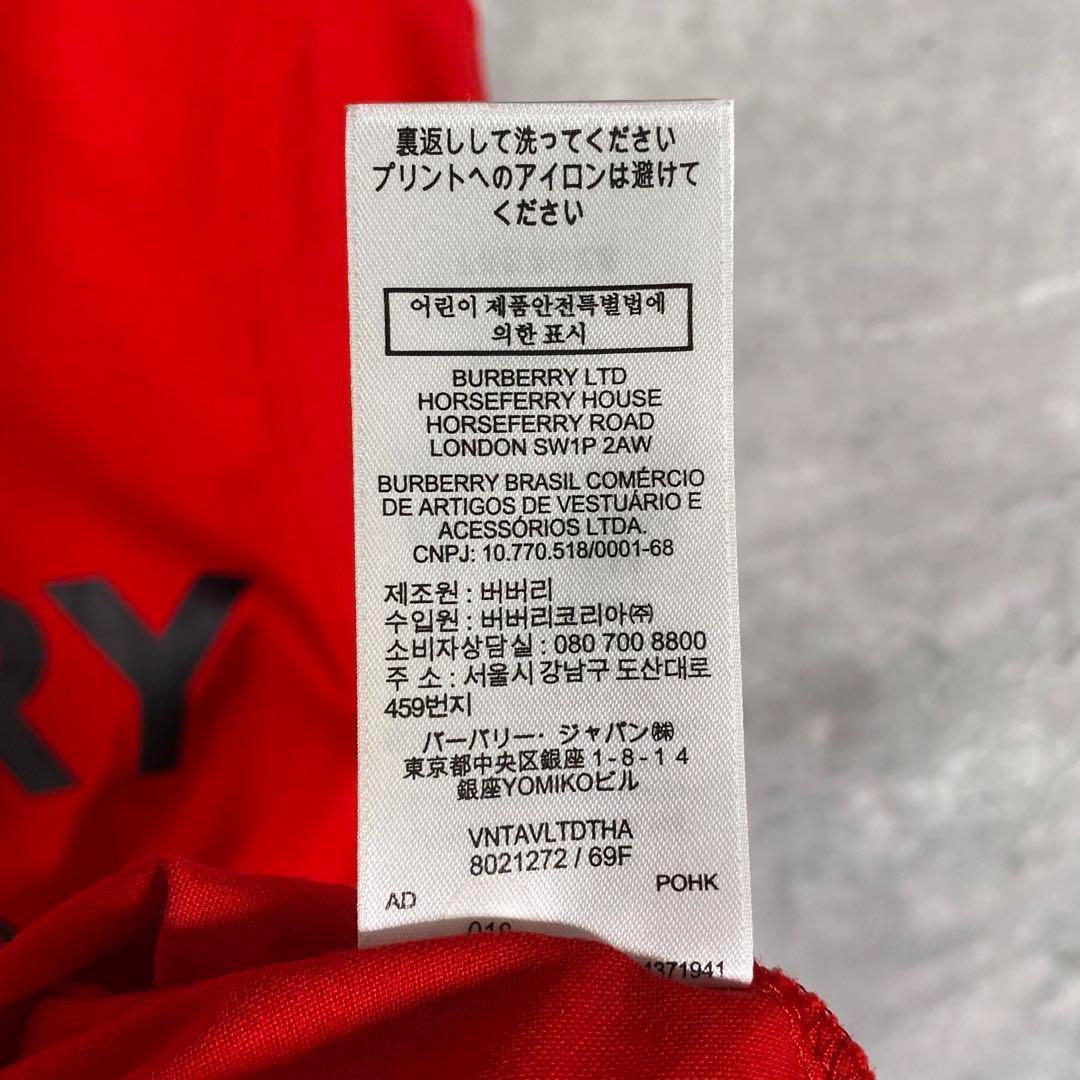 裏返しして洗ってください
プリントへのアイロンは避けて
ください
어린이 제품안전특별법에
의한 표시
BURBERRY LTD
HORSEFERRY HOUSE
HORSEFERRY ROAD
LONDON SW1P 2AW
BURBERRY BRASIL COMÉRCIO
DE ARTIGOS DE VESTUÁRIO E
ACESSÓRIOS LTDA.
CNPJ: 10.770.518/0001-68
제조원 : 버버리
수입원 : 버버리코리아㈜
소비자상담실 : 080 700 8800
주 소 : 서울시 강남구 도산대로
459번지
バーバリー・ジャパン㈱
東京都中央区銀座 1 - 8 - 1 4
銀座YOMIKOビル
VNTAVLTDTHA
8021272 / 69F
AD
POHK
4371941
RY